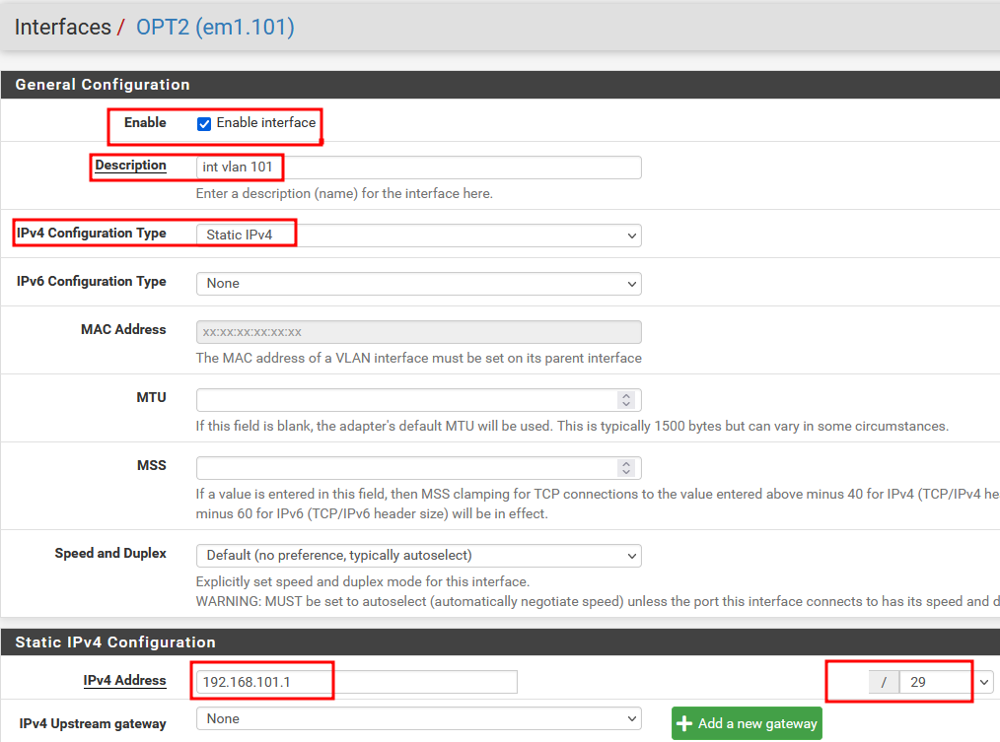 Interfaces / OPT2 (em1.101)
General Configuration
Enable Enable interface
Description int vlan 101
Enter a description (name) for the interface here.
IPv4 Configuration Type Static IPv4
IPv6 Configuration Type None
MAC Address xx:xx:xx:xx:xx:xx
The MAC address of a VLAN interface must be set on its parent interface
MTU
If this field is blank, the adapter's default MTU will be used. This is typically 1500 bytes but can vary in some circumstances.
MSS
If a value is entered in this field, then MSS clamping for TCP connections to the value entered above minus 40 for IPv4 (TCP/IPv4 he
minus 60 for IPv6 (TCP/IPv6 header size) will be in effect.
Speed and Duplex Default (no preference, typically autoselect)
Explicitly set speed and duplex mode for this interface.
WARNING: MUST be set to autoselect (automatically negotiate speed) unless the port this interface connects to has its speed and d
Static IPv4 Configuration
IPv4 Address 192.168.101.1 / 29
IPv4 Upstream gateway None Add a new gateway